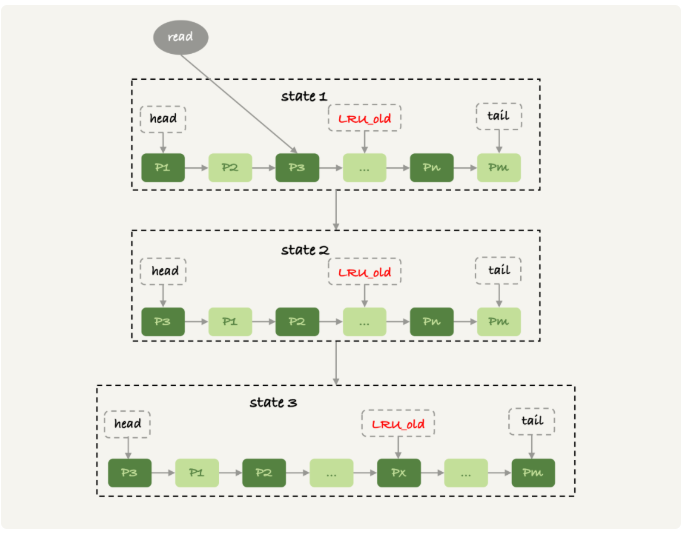 read
state 1
head
LRU_old
tail
P1 P2 P3 ... Pn Pm
state 2
head
LRU_old
tail
P3 P1 P2 ... Pn Pm
state 3
head
LRU_old
tail
P3 P1 P2 ... Px ... Pm